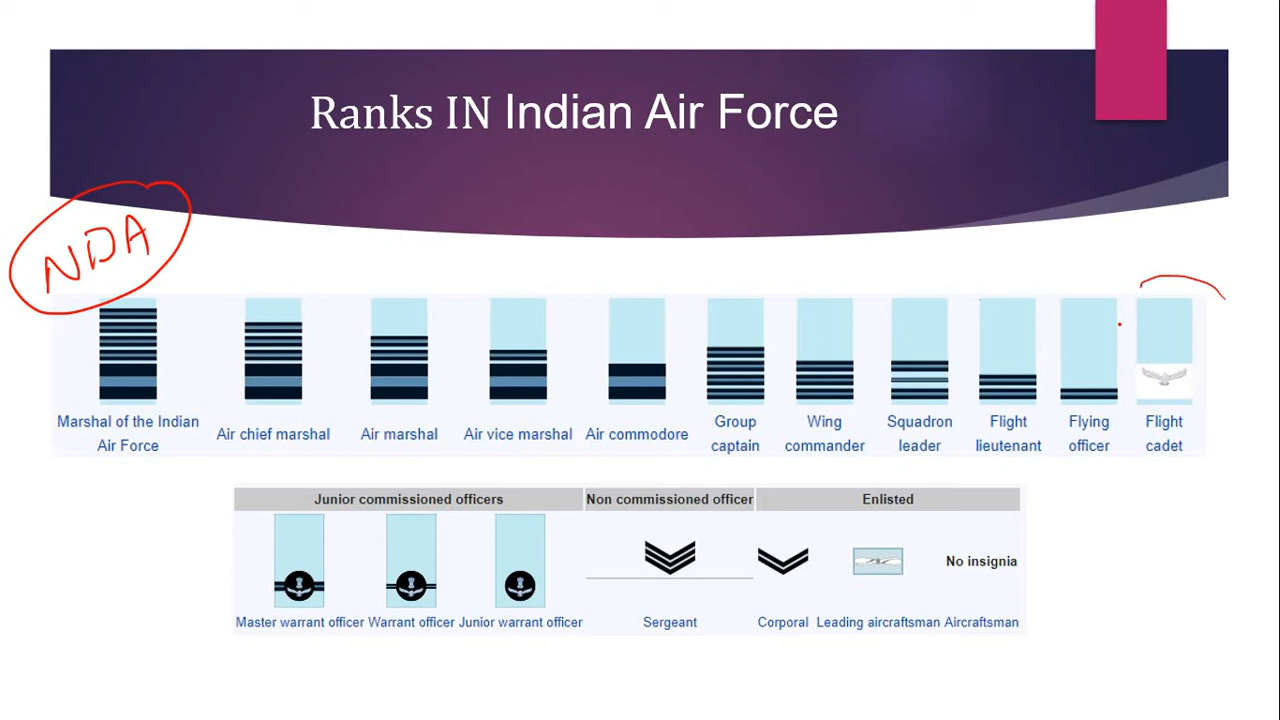 Ranks IN Indian Air Force
NDA
Marshal of the Indian
Air Force
Air chief marshal
Air marshal
Air vice marshal
Air commodore
Group
captain
Wing
commander
Squadron
leader
Flight
lieutenant
Flying
officer
Flight
cadet
Junior commissioned officers
Non commissioned officer
Enlisted
No insignia
Master warrant officer
Warrant officer
Junior warrant officer
Sergeant
Corporal
Leading aircraftsman
Aircraftsman